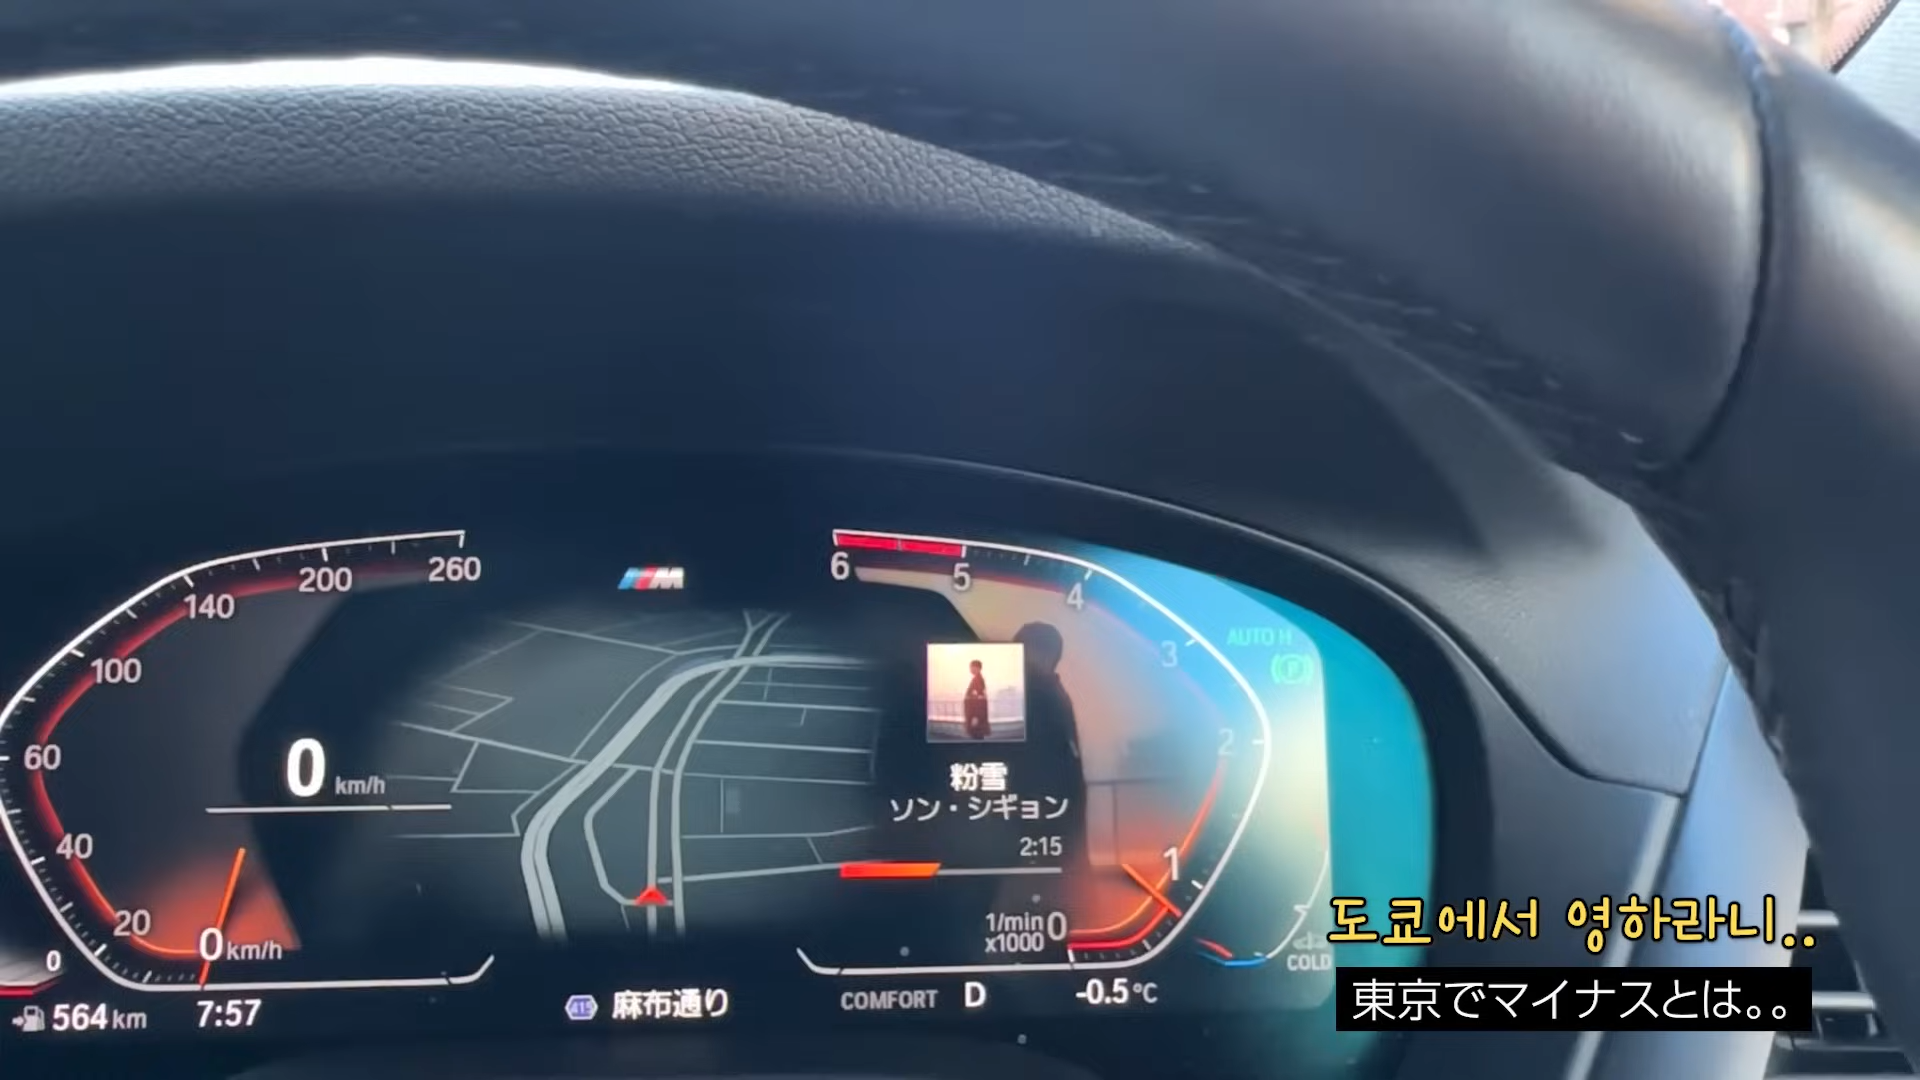 260
200
140
100
60
40
20
0
0 km/h
0 km/h
M
6
5
4
3
2
1
0
AUTO H
P
粉雪
ソン・シギョン
2:15
1/min
x1000
COLD
564 km
7:57
415 麻布通り
COMFORT D
-0.5°C
도쿄에서 영하라니..
東京でマイナスとは。。